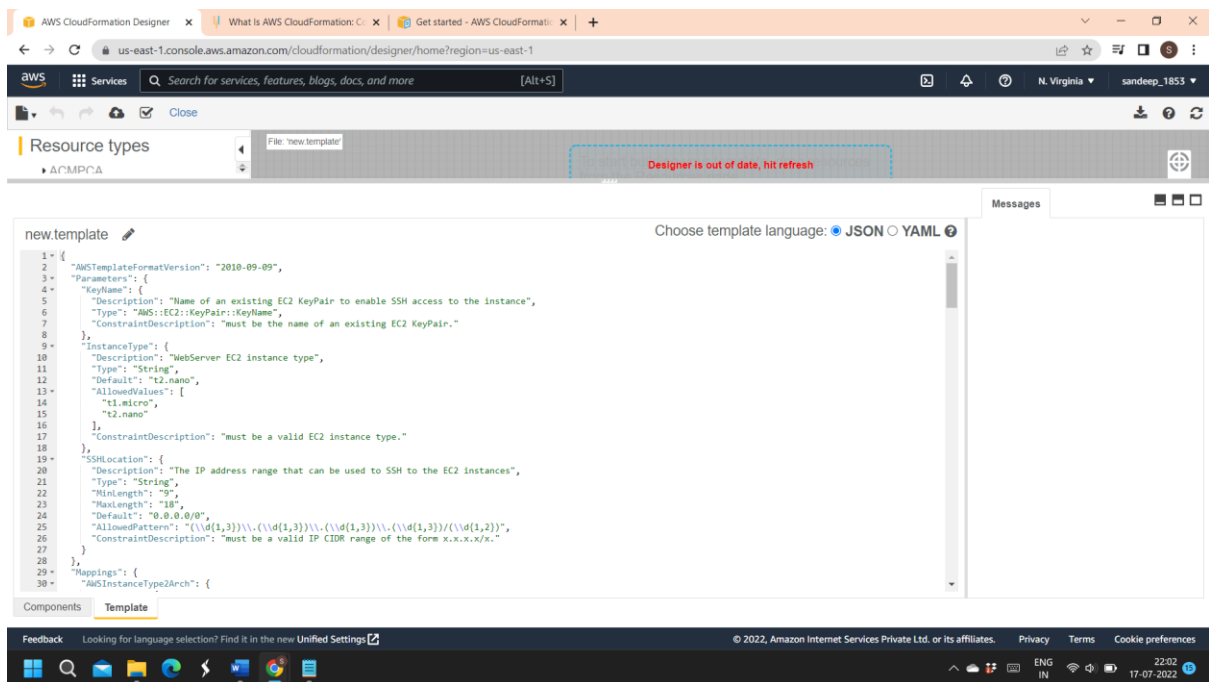 AWS CloudFormation Designer
What Is AWS CloudFormation: Co
Get started - AWS CloudFormatio
us-east-1.console.aws.amazon.com/cloudformation/designer/home?region=us-east-1
S
aws
Services
Search for services, features, blogs, docs, and more
[Alt+S]
N. Virginia
sandeep_1853
Close
Resource types
ACMPCA
File: 'new.template'
Designer is out of date, hit refresh
Messages
new.template
Choose template language: JSON YAML
1 {
2 "AWSTemplateFormatVersion": "2010-09-09",
3 "Parameters": {
4 "KeyName": {
5 "Description": "Name of an existing EC2 KeyPair to enable SSH access to the instance",
6 "Type": "AWS::EC2::KeyPair::KeyName",
7 "ConstraintDescription": "must be the name of an existing EC2 KeyPair."
8 },
9 "InstanceType": {
10 "Description": "WebServer EC2 instance type",
11 "Type": "String",
12 "Default": "t2.nano",
13 "AllowedValues": [
14 "t1.micro",
15 "t2.nano"
16 ],
17 "ConstraintDescription": "must be a valid EC2 instance type."
18 },
19 "SSHLocation": {
20 "Description": "The IP address range that can be used to SSH to the EC2 instances",
21 "Type": "String",
22 "MinLength": "9",
23 "MaxLength": "18",
24 "Default": "0.0.0.0/0",
25 "AllowedPattern": "(\\d{1,3})\\.(\\d{1,3})\\.(\\d{1,3})\\.(\\d{1,3})/(\\d{1,2})",
26 "ConstraintDescription": "must be a valid IP CIDR range of the form x.x.x.x/x."
27 }
28 },
29 "Mappings": {
30 "AWSInstanceType2Arch": {
Components
Template
Feedback
Looking for language selection? Find it in the new Unified Settings
© 2022, Amazon Internet Services Private Ltd. or its affiliates.
Privacy
Terms
Cookie preferences
ENG
IN
22:02
17-07-2022
15